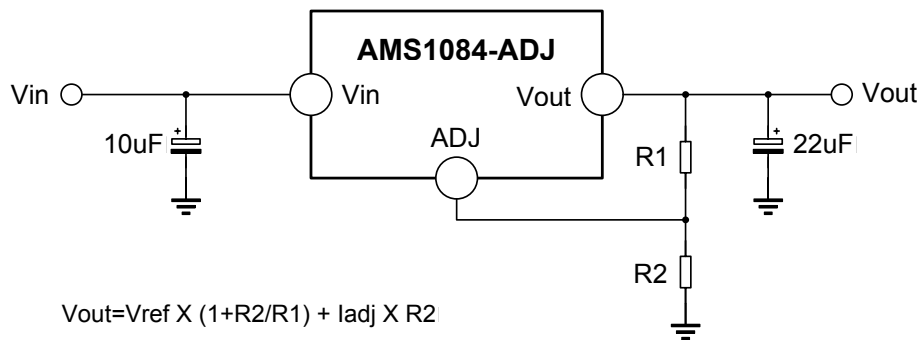 AMS1084-ADJ
Vin
Vin
Vout
Vout
10uF
+
ADJ
R1
+
22uF
R2
Vout=Vref X (1+R2/R1) + Iadj X R2